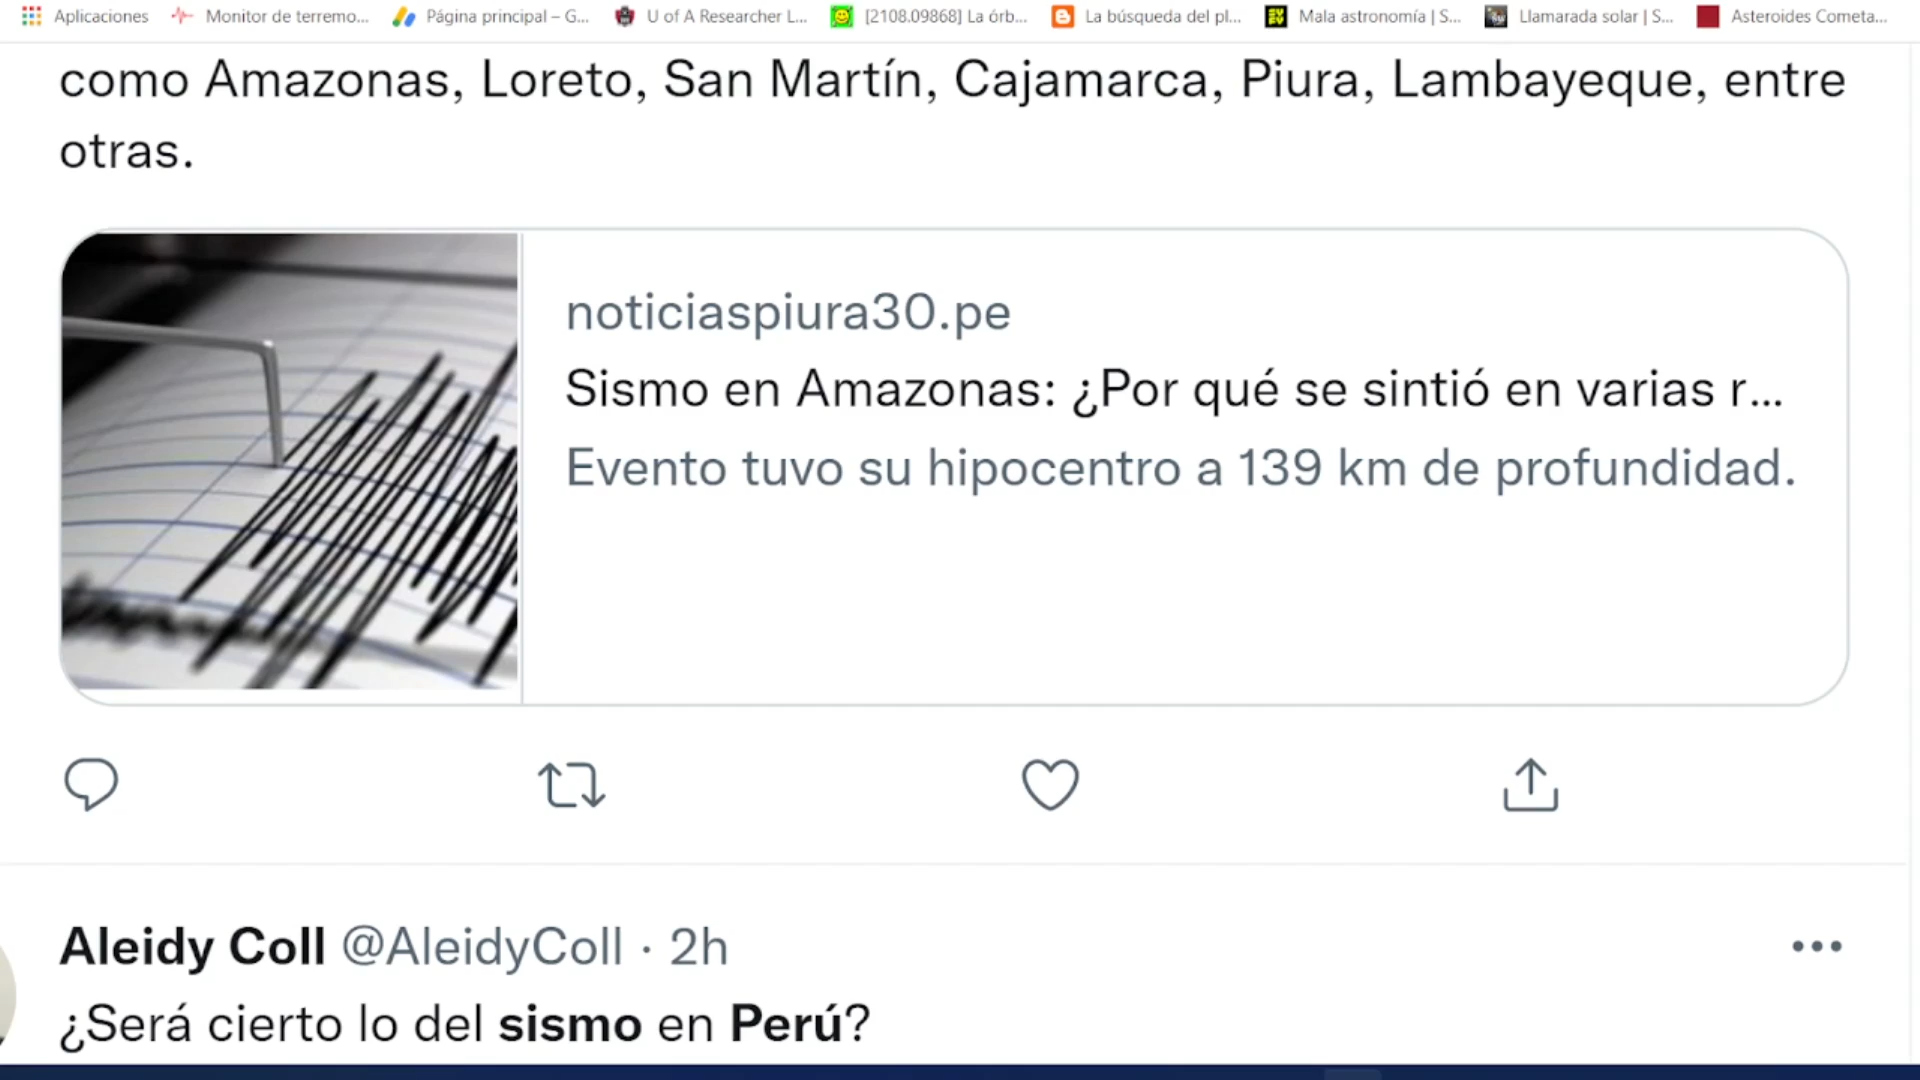 Aplicaciones Monitor de terremo... Página principal – G... U of A Researcher L... [2108.09868] La órb... La búsqueda del pl... Mala astronomía | S... Llamarada solar | S... Asteroides Cometa...
como Amazonas, Loreto, San Martín, Cajamarca, Piura, Lambayeque, entre
otras.
noticiaspiura30.pe
Sismo en Amazonas: ¿Por qué se sintió en varias r...
Evento tuvo su hipocentro a 139 km de profundidad.
Aleidy Coll @AleidyColl · 2h
¿Será cierto lo del sismo en Perú?